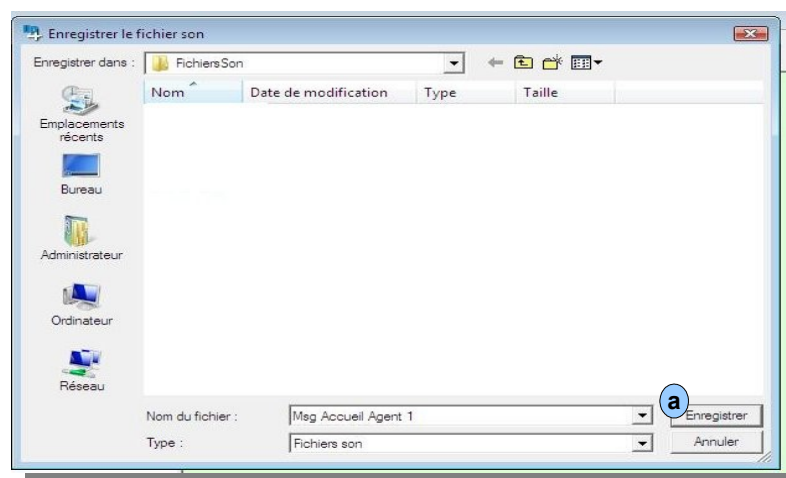 Enregistrer le fichier son
Enregistrer dans : FichiersSon
Nom Date de modification Type Taille
Emplacements
récents
Bureau
Administrateur
Ordinateur
Réseau
Nom du fichier : Msg Accueil Agent 1 a Enregistrer
Type : Fichiers son Annuler